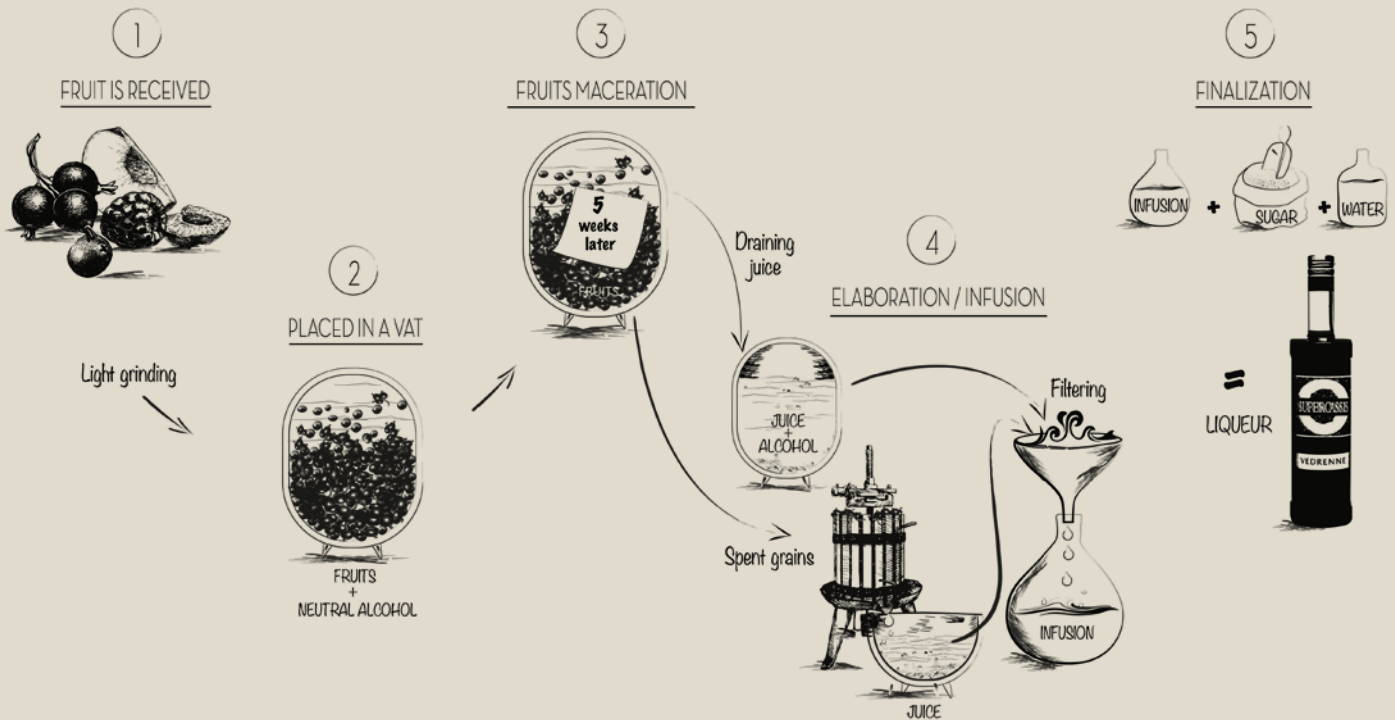 1
FRUIT IS RECEIVED
Light grinding
2
PLACED IN A VAT
FRUITS
+
NEUTRAL ALCOHOL
3
FRUITS MACERATION
5
weeks
later
FRUITS
Draining
juice
Spent grains
4
ELABORATION / INFUSION
JUICE
+
ALCOHOL
Filtering
JUICE
INFUSION
5
FINALIZATION
INFUSION + SUGAR + WATER
=
LIQUEUR
SUPERCASSIS
VEDRENNE